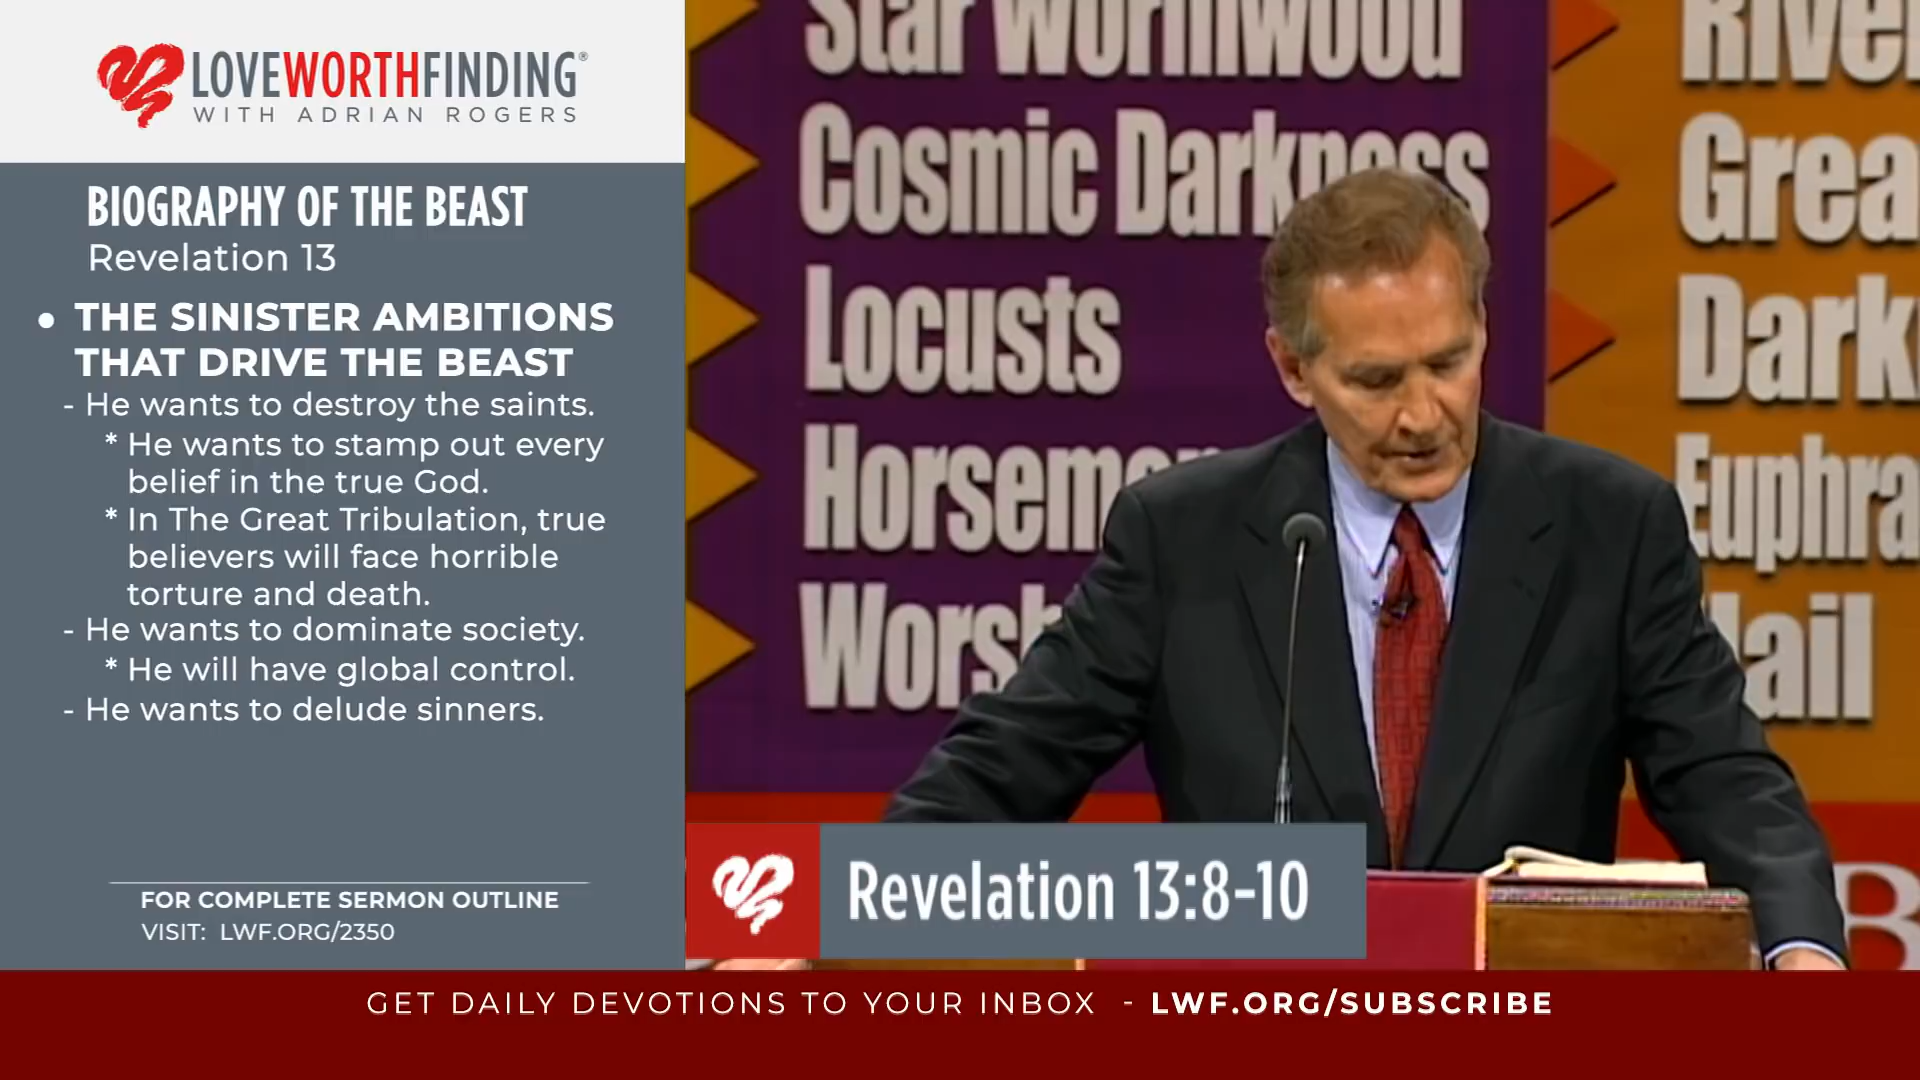 LOVEWORTHFINDING®
WITH ADRIAN ROGERS
BIOGRAPHY OF THE BEAST
Revelation 13
• THE SINISTER AMBITIONS
THAT DRIVE THE BEAST
- He wants to destroy the saints.
* He wants to stamp out every
belief in the true God.
* In The Great Tribulation, true
believers will face horrible
torture and death.
- He wants to dominate society.
* He will have global control.
- He wants to delude sinners.
FOR COMPLETE SERMON OUTLINE
VISIT: LWF.ORG/2350
Star Wormwood
Cosmic Darkness
Locusts
Revelation 13:8-10
GET DAILY DEVOTIONS TO YOUR INBOX - LWF.ORG/SUBSCRIBE